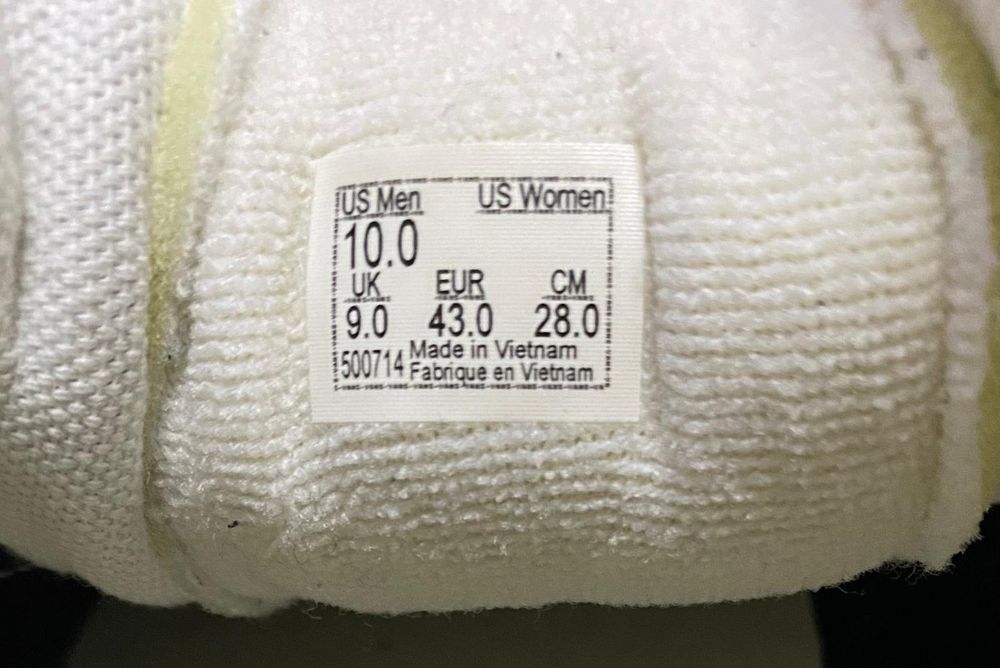 US Men US Women
10.0
UK EUR CM
9.0 43.0 28.0
500714 Made in Vietnam
Fabrique en Vietnam